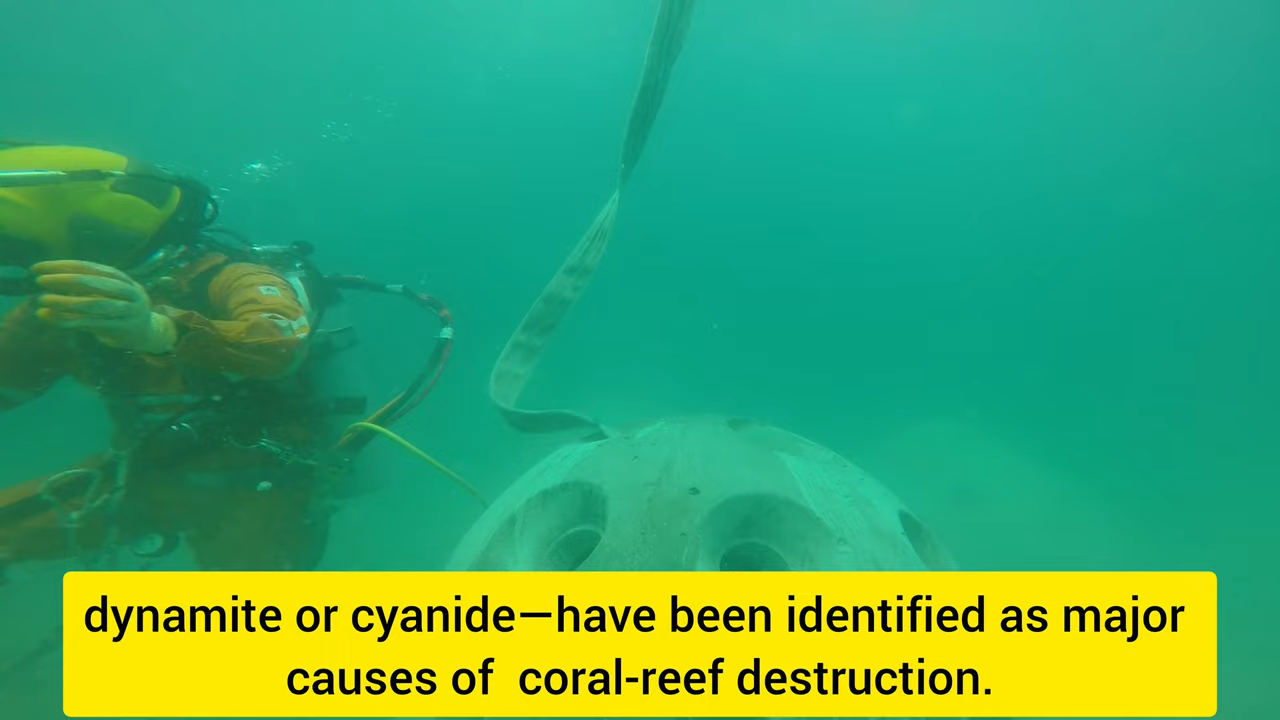 dynamite or cyanide—have been identified as major
causes of  coral-reef destruction.